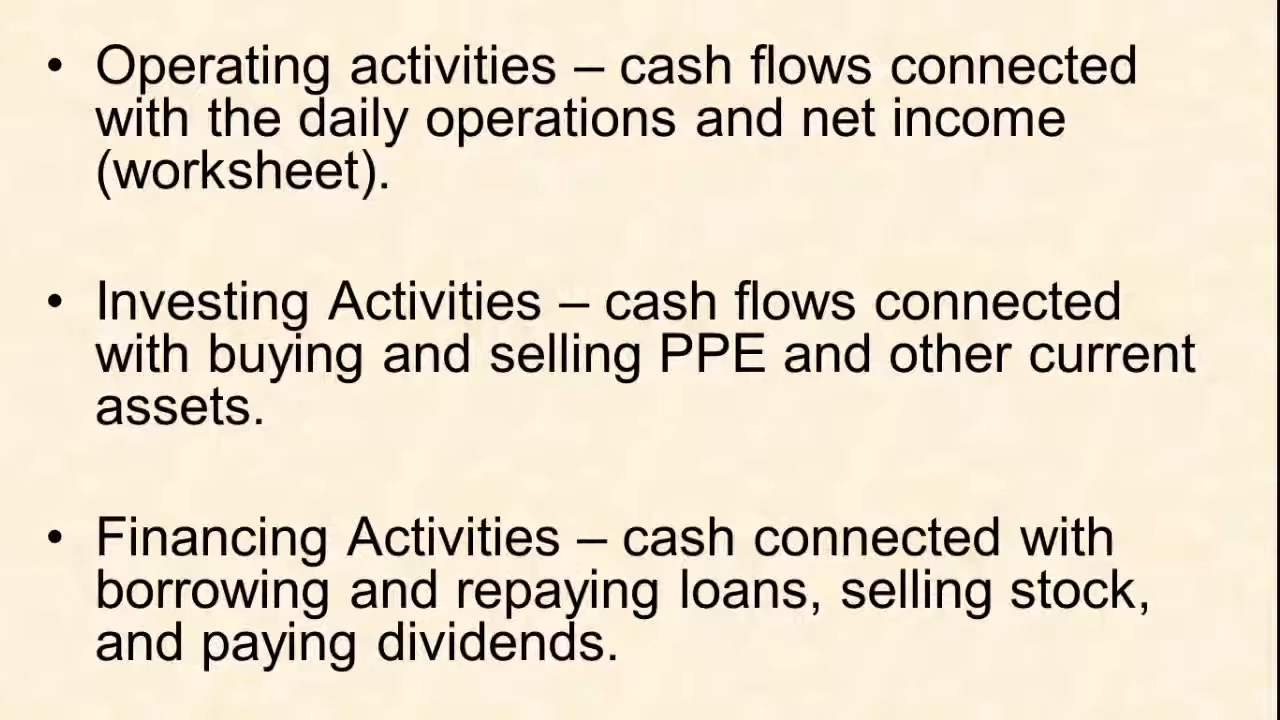 • Operating activities – cash flows connected
with the daily operations and net income
(worksheet).
• Investing Activities – cash flows connected
with buying and selling PPE and other current
assets.
• Financing Activities – cash connected with
borrowing and repaying loans, selling stock,
and paying dividends.